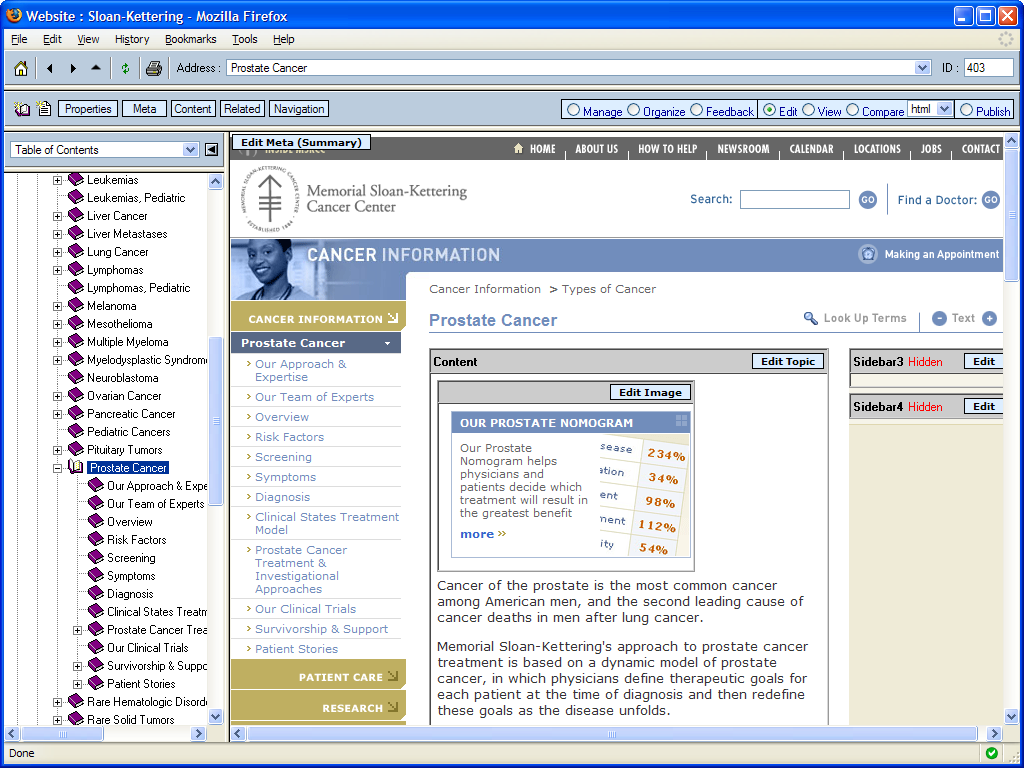 Website : Sloan-Kettering - Mozilla Firefox
File Edit View History Bookmarks Tools Help
Address : Prostate Cancer ID : 403
Properties Meta Content Related Navigation Manage Organize Feedback Edit View Compare html Publish
Table of Contents
Leukemias
Leukemias, Pediatric
Liver Cancer
Liver Metastases
Lung Cancer
Lymphomas
Lymphomas, Pediatric
Melanoma
Mesothelioma
Multiple Myeloma
Myelodysplastic Syndrom
Neuroblastoma
Ovarian Cancer
Pancreatic Cancer
Pediatric Cancers
Pituitary Tumors
Prostate Cancer
Our Approach & Expe
Our Team of Experts
Overview
Risk Factors
Screening
Symptoms
Diagnosis
Clinical States Treatm
Prostate Cancer Trea
Our Clinical Trials
Survivorship & Suppo
Patient Stories
Rare Hematologic Disord
Rare Solid Tumors
Edit Meta (Summary)
HOME ABOUT US HOW TO HELP NEWSROOM CALENDAR LOCATIONS JOBS CONTACT
MEMORIAL SLOAN-KETTERING CANCER CENTER
ESTABLISHED 1884
Memorial Sloan-Kettering
Cancer Center
Search: GO Find a Doctor: GO
CANCER INFORMATION
Making an Appointment
CANCER INFORMATION
Prostate Cancer
› Our Approach &
Expertise
› Our Team of Experts
› Overview
› Risk Factors
› Screening
› Symptoms
› Diagnosis
› Clinical States Treatment
Model
› Prostate Cancer
Treatment &
Investigational
Approaches
› Our Clinical Trials
› Survivorship & Support
› Patient Stories
PATIENT CARE
RESEARCH
Cancer Information > Types of Cancer
Prostate Cancer
Look Up Terms - Text +
Content Edit Topic
Edit Image
OUR PROSTATE NOMOGRAM
Our Prostate
Nomogram helps
physicians and
patients decide which
treatment will result in
the greatest benefit
more »
sease 234%
ation 34%
ent 98%
ment 112%
ity 54%
Cancer of the prostate is the most common cancer
among American men, and the second leading cause of
cancer deaths in men after lung cancer.
Memorial Sloan-Kettering's approach to prostate cancer
treatment is based on a dynamic model of prostate
cancer, in which physicians define therapeutic goals for
each patient at the time of diagnosis and then redefine
these goals as the disease unfolds.
Sidebar3 Hidden Edit
Sidebar4 Hidden Edit
Done